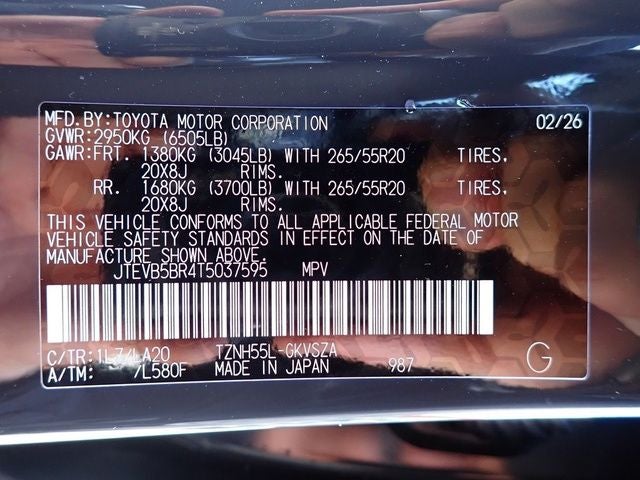 MFD.BY:TOYOTA MOTOR CORPORATION 02/26
GVWR:2950KG (6505LB)
GAWR:FRT. 1380KG (3045LB) WITH 265/55R20 TIRES,
20X8J RIMS.
RR. 1680KG (3700LB) WITH 265/55R20 TIRES,
20X8J RIMS.
THIS VEHICLE CONFORMS TO ALL APPLICABLE FEDERAL MOTOR
VEHICLE SAFETY STANDARDS IN EFFECT ON THE DATE OF
MANUFACTURE SHOWN ABOVE.
JTEVB5BR4T5037595 MPV
C/TR:1L7/LA20 TZNH55L-GKVSZA
A/TM: /L580F MADE IN JAPAN 987 G